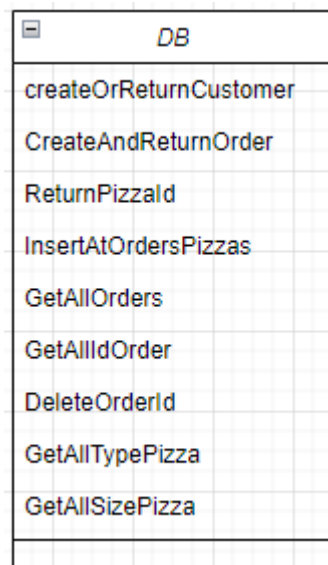 DB
createOrReturnCustomer
CreateAndReturnOrder
ReturnPizzaId
InsertAtOrdersPizzas
GetAllOrders
GetAllIdOrder
DeleteOrderId
GetAllTypePizza
GetAllSizePizza